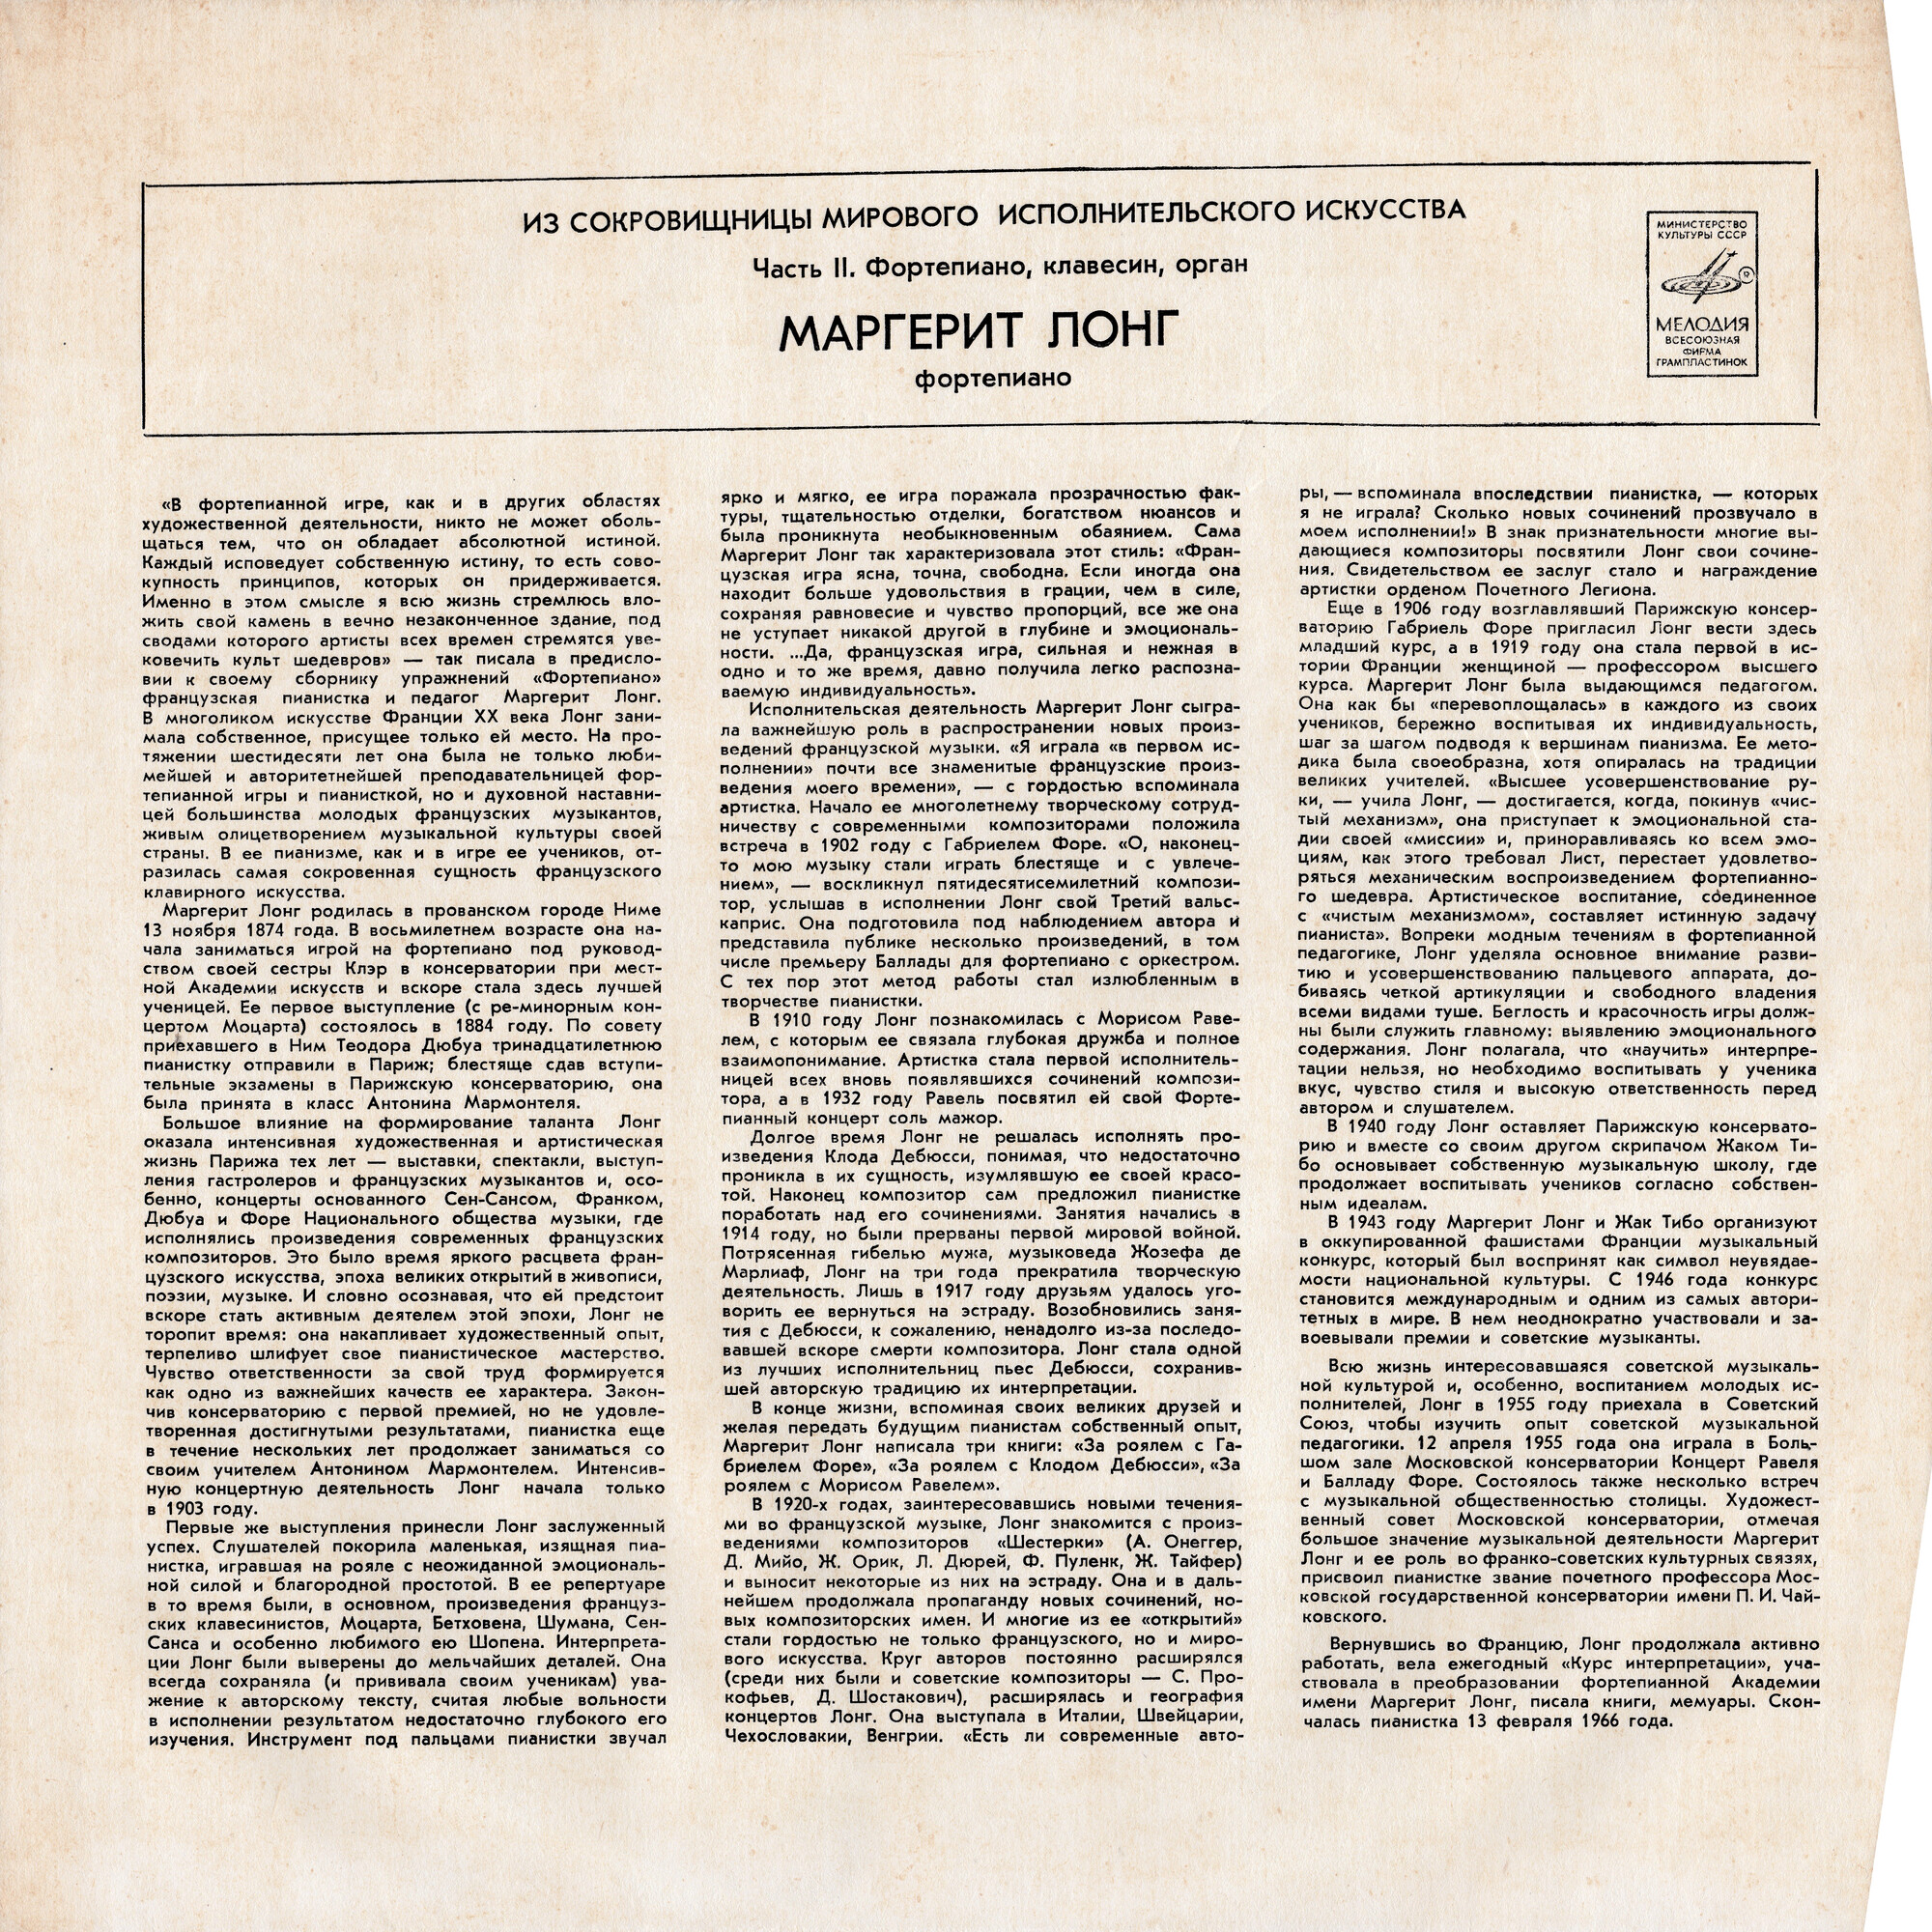 ИЗ СОКРОВИЩНИЦЫ МИРОВОГО ИСПОЛНИТЕЛЬСКОГО ИСКУССТВА
Часть II. Фортепиано, клавесин, орган
МАРГЕРИТ ЛОНГ
фортепиано
МИНИСТЕРСТВО
КУЛЬТУРЫ СССР
МЕЛОДИЯ
ВСЕСОЮЗНАЯ
ФИРМА
ГРАМПЛАСТИНОК
«В фортепианной игре, как и в других областях
художественной деятельности, никто не может оболь-
щаться тем, что он обладает абсолютной истиной.
Каждый исповедует собственную истину, то есть сово-
купность принципов, которых он придерживается.
Именно в этом смысле я всю жизнь стремлюсь вло-
жить свой камень в вечно незаконченное здание, под
сводами которого артисты всех времен стремятся уве-
ковечить культ шедевров» — так писала в предисло-
вии к своему сборнику упражнений «Фортепиано»
французская пианистка и педагог Маргерит Лонг.
В многоликом искусстве Франции XX века Лонг зани-
мала собственное, присущее только ей место. На про-
тяжении шестидесяти лет она была не только люби-
мейшей и авторитетнейшей преподавательницей фор-
тепианной игры и пианисткой, но и духовной наставни-
цей большинства молодых французских музыкантов,
живым олицетворением музыкальной культуры своей
страны. В ее пианизме, как и в игре ее учеников, от-
разилась самая сокровенная сущность французского
клавирного искусства.
Маргерит Лонг родилась в прованском городе Ниме
13 ноября 1874 года. В восьмилетнем возрасте она на-
чала заниматься игрой на фортепиано под руковод-
ством своей сестры Клэр в консерватории при мест-
ной Академии искусств и вскоре стала здесь лучшей
ученицей. Ее первое выступление (с ре-минорным кон-
цертом Моцарта) состоялось в 1884 году. По совету
приехавшего в Ним Теодора Дюбуа тринадцатилетнюю
пианистку отправили в Париж; блестяще сдав вступи-
тельные экзамены в Парижскую консерваторию, она
была принята в класс Антонина Мармонтеля.
Большое влияние на формирование таланта Лонг
оказала интенсивная художественная и артистическая
жизнь Парижа тех лет — выставки, спектакли, выступ-
ления гастролеров и французских музыкантов и, осо-
бенно, концерты основанного Сен-Сансом, Франком,
Дюбуа и Форе Национального общества музыки, где
исполнялись произведения современных французских
композиторов. Это было время яркого расцвета фран-
цузского искусства, эпоха великих открытий в живописи,
поэзии, музыке. И словно осознавая, что ей предстоит
вскоре стать активным деятелем этой эпохи, Лонг не
торопит время: она накапливает художественный опыт,
терпеливо шлифует свое пианистическое мастерство.
Чувство ответственности за свой труд формируется
как одно из важнейших качеств ее характера. Закон-
чив консерваторию с первой премией, но не удовле-
творенная достигнутыми результатами, пианистка еще
в течение нескольких лет продолжает заниматься со
своим учителем Антонином Мармонтелем. Интенсив-
ную концертную деятельность Лонг начала только
в 1903 году.
Первые же выступления принесли Лонг заслуженный
успех. Слушателей покорила маленькая, изящная пиа-
нистка, игравшая на рояле с неожиданной эмоциональ-
ной силой и благородной простотой. В ее репертуаре
в то время были, в основном, произведения француз-
ских клавесинистов, Моцарта, Бетховена, Шумана, Сен-
Санса и особенно любимого ею Шопена. Интерпрета-
ции Лонг были выверены до мельчайших деталей. Она
всегда сохраняла (и прививала своим ученикам) ува-
жение к авторскому тексту, считая любые вольности
в исполнении результатом недостаточно глубокого его
изучения. Инструмент под пальцами пианистки звучал
ярко и мягко, ее игра поражала прозрачностью фак-
туры, тщательностью отделки, богатством нюансов и
была проникнута необыкновенным обаянием. Сама
Маргерит Лонг так характеризовала этот стиль: «Фран-
цузская игра ясна, точна, свободна. Если иногда она
находит больше удовольствия в грации, чем в силе,
сохраняя равновесие и чувство пропорций, все же она
не уступает никакой другой в глубине и эмоциональ-
ности. ...Да, французская игра, сильная и нежная в
одно и то же время, давно получила легко распозна-
ваемую индивидуальность».
Исполнительская деятельность Маргерит Лонг сыгра-
ла важнейшую роль в распространении новых произ-
ведений французской музыки. «Я играла «в первом ис-
полнении» почти все знаменитые французские произ-
ведения моего времени», — с гордостью вспоминала
артистка. Начало ее многолетнему творческому сотруд-
ничеству с современными композиторами положила
встреча в 1902 году с Габриелем Форе. «О, наконец-
то мою музыку стали играть блестяще и с увлече-
нием», — воскликнул пятидесятисемилетний компози-
тор, услышав в исполнении Лонг свой Третий вальс-
каприс. Она подготовила под наблюдением автора и
представила публике несколько произведений, в том
числе премьеру Баллады для фортепиано с оркестром.
С тех пор этот метод работы стал излюбленным в
творчестве пианистки.
В 1910 году Лонг познакомилась с Морисом Раве-
лем, с которым ее связала глубокая дружба и полное
взаимопонимание. Артистка стала первой исполнитель-
ницей всех вновь появлявшихся сочинений компози-
тора, а в 1932 году Равель посвятил ей свой Форте-
пианный концерт соль мажор.
Долгое время Лонг не решалась исполнять про-
изведения Клода Дебюсси, понимая, что недостаточно
проникла в их сущность, изумлявшую ее своей красо-
той. Наконец композитор сам предложил пианистке
поработать над его сочинениями. Занятия начались в
1914 году, но были прерваны первой мировой войной.
Потрясенная гибелью мужа, музыковеда Жозефа де
Марлиаф, Лонг на три года прекратила творческую
деятельность. Лишь в 1917 году друзьям удалось уго-
ворить ее вернуться на эстраду. Возобновились заня-
тия с Дебюсси, к сожалению, ненадолго из-за последо-
вавшей вскоре смерти композитора. Лонг стала одной
из лучших исполнительниц пьес Дебюсси, сохранив-
шей авторскую традицию их интерпретации.
В конце жизни, вспоминая своих великих друзей и
желая передать будущим пианистам собственный опыт,
Маргерит Лонг написала три книги: «За роялем с Га-
бриелем Форе», «За роялем с Клодом Дебюсси», «За
роялем с Морисом Равелем».
В 1920-х годах, заинтересовавшись новыми течения-
ми во французской музыке, Лонг знакомится с произ-
ведениями композиторов «Шестерки» (А. Онеггер,
Д. Мийо, Ж. Орик, Л. Дюрей, Ф. Пуленк, Ж. Тайфер)
и выносит некоторые из них на эстраду. Она и в даль-
нейшем продолжала пропаганду новых сочинений, но-
вых композиторских имен. И многие из ее «открытий»
стали гордостью не только французского, но и миро-
вого искусства. Круг авторов постоянно расширялся
(среди них были и советские композиторы — С. Про-
кофьев, Д. Шостакович), расширялась и география
концертов Лонг. Она выступала в Италии, Швейцарии,
Чехословакии, Венгрии. «Есть ли современные авто-
ры, — вспоминала впоследствии пианистка, — которых
я не играла? Сколько новых сочинений прозвучало в
моем исполнении!» В знак признательности многие вы-
дающиеся композиторы посвятили Лонг свои сочине-
ния. Свидетельством ее заслуг стало и награждение
артистки орденом Почетного Легиона.
Еще в 1906 году возглавлявший Парижскую консер-
ваторию Габриель Форе пригласил Лонг вести здесь
младший курс, а в 1919 году она стала первой в ис-
тории Франции женщиной — профессором высшего
курса. Маргерит Лонг была выдающимся педагогом.
Она как бы «перевоплощалась» в каждого из своих
учеников, бережно воспитывая их индивидуальность,
шаг за шагом подводя к вершинам пианизма. Ее мето-
дика была своеобразна, хотя опиралась на традиции
великих учителей. «Высшее усовершенствование ру-
ки, — учила Лонг, — достигается, когда, покинув «чис-
тый механизм», она приступает к эмоциональной ста-
дии своей «миссии» и, приноравливаясь ко всем эмо-
циям, как этого требовал Лист, перестает удовлетво-
ряться механическим воспроизведением фортепианно-
го шедевра. Артистическое воспитание, соединенное
с «чистым механизмом», составляет истинную задачу
пианиста». Вопреки модным течениям в фортепианной
педагогике, Лонг уделяла основное внимание разви-
тию и усовершенствованию пальцевого аппарата, до-
биваясь четкой артикуляции и свободного владения
всеми видами туше. Беглость и красочность игры долж-
ны были служить главному: выявлению эмоционального
содержания. Лонг полагала, что «научить» интерпре-
тации нельзя, но необходимо воспитывать у ученика
вкус, чувство стиля и высокую ответственность перед
автором и слушателем.
В 1940 году Лонг оставляет Парижскую консервато-
рию и вместе со своим другом скрипачом Жаком Ти-
бо основывает собственную музыкальную школу, где
продолжает воспитывать учеников согласно собствен-
ным идеалам.
В 1943 году Маргерит Лонг и Жак Тибо организуют
в оккупированной фашистами Франции музыкальный
конкурс, который был воспринят как символ неувядае-
мости национальной культуры. С 1946 года конкурс
становится международным и одним из самых автори-
тетных в мире. В нем неоднократно участвовали и за-
воевывали премии и советские музыканты.
Всю жизнь интересовавшаяся советской музыкаль-
ной культурой и, особенно, воспитанием молодых ис-
полнителей, Лонг в 1955 году приехала в Советский
Союз, чтобы изучить опыт советской музыкальной
педагогики. 12 апреля 1955 года она играла в Боль-
шом зале Московской консерватории Концерт Равеля
и Балладу Форе. Состоялось также несколько встреч
с музыкальной общественностью столицы. Художест-
венный совет Московской консерватории, отмечая
большое значение музыкальной деятельности Маргерит
Лонг и ее роль во франко-советских культурных связях,
присвоил пианистке звание почетного профессора Мос-
ковской государственной консерватории имени П. И. Чай-
ковского.
Вернувшись во Францию, Лонг продолжала активно
работать, вела ежегодный «Курс интерпретации», уча-
ствовала в преобразовании фортепианной Академии
имени Маргерит Лонг, писала книги, мемуары. Скон-
чалась пианистка 13 февраля 1966 года.